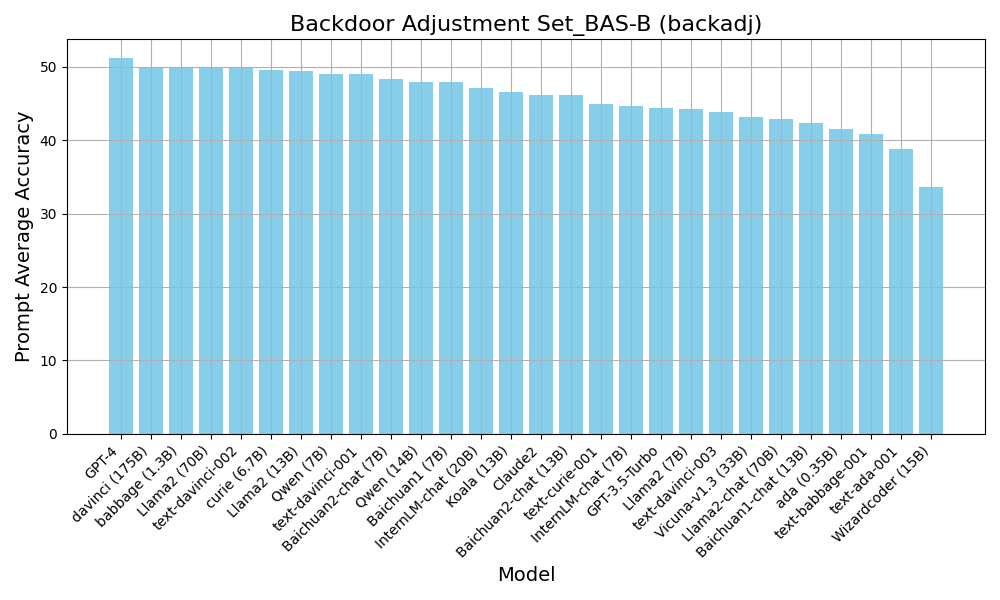 Backdoor Adjustment Set_BAS-B (backadj)
Prompt Average Accuracy
50
40
30
20
10
0
GPT-4
davinci (175B)
babbage (1.3B)
Llama2 (70B)
text-davinci-002
curie (6.7B)
Llama2 (13B)
Qwen (7B)
text-davinci-001
Baichuan2-chat (7B)
Qwen (14B)
Baichuan1 (7B)
InternLM-chat (20B)
Koala (13B)
Claude2
Baichuan2-chat (13B)
text-curie-001
InternLM-chat (7B)
GPT-3.5-Turbo
Llama2 (7B)
text-davinci-003
Vicuna-v1.3 (33B)
Llama2-chat (70B)
Baichuan1-chat (13B)
ada (0.35B)
text-babbage-001
text-ada-001
Wizardcoder (15B)
Model